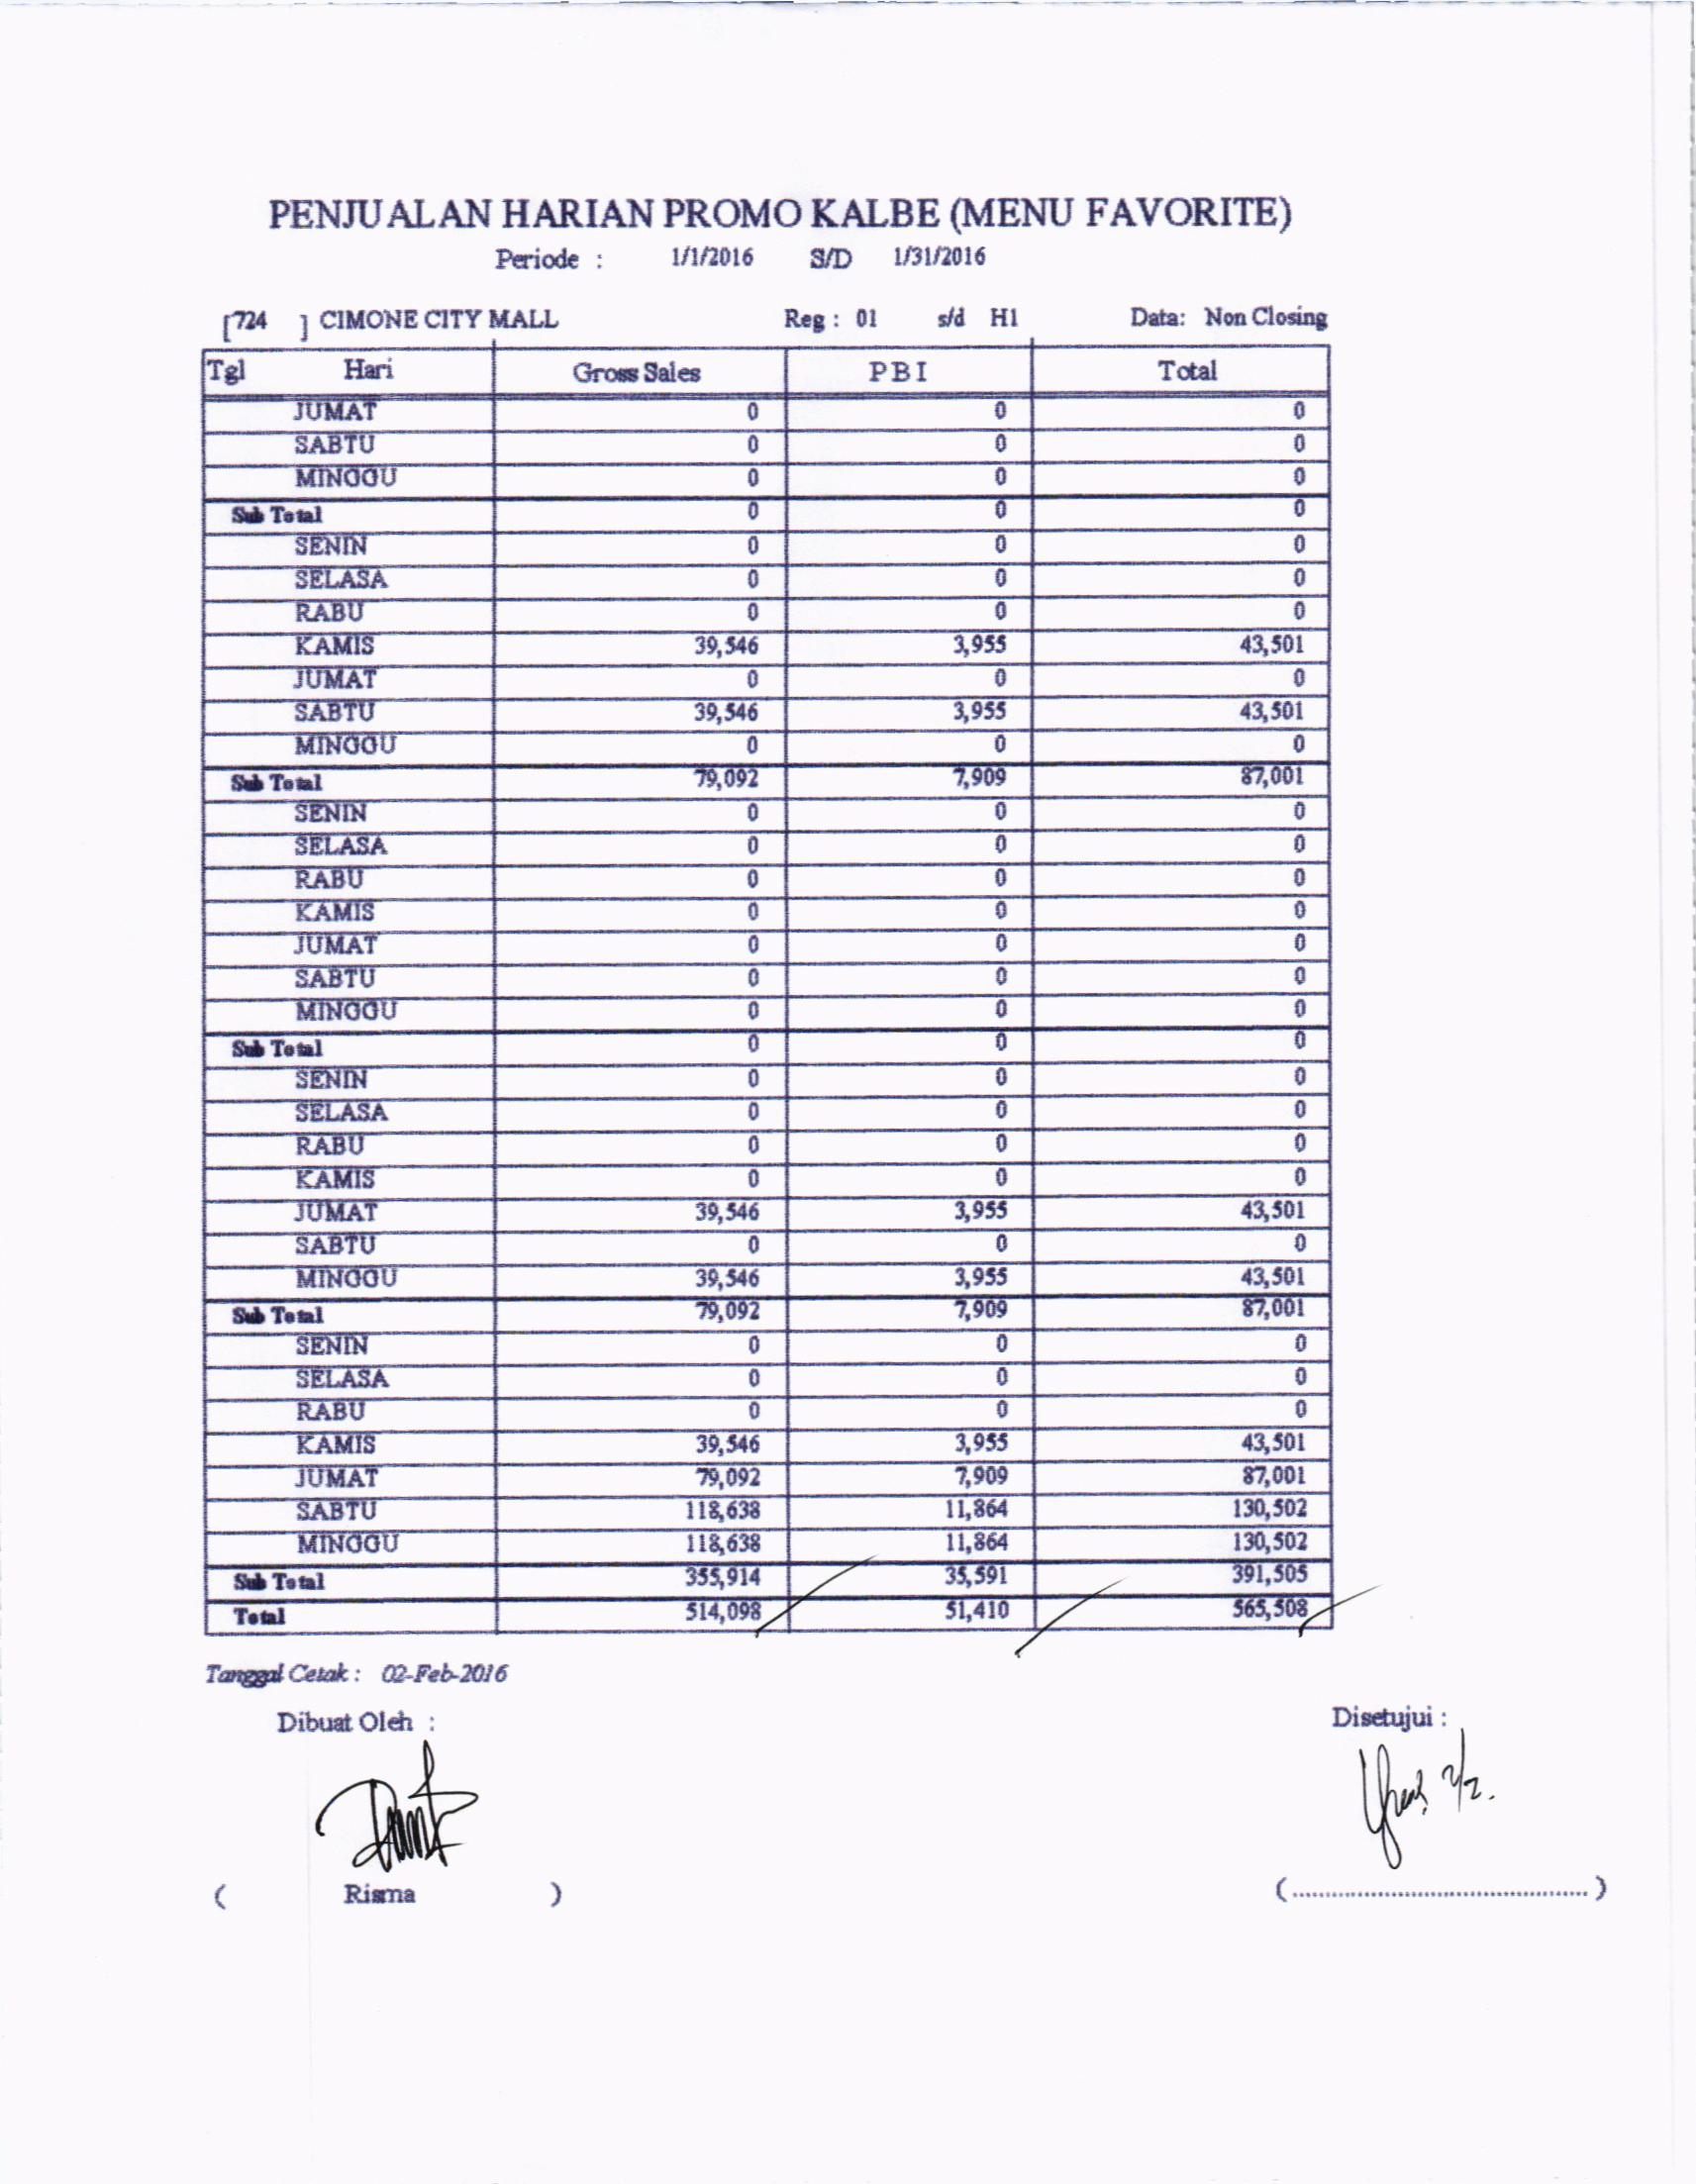 PENJUALAN HARIAN PROMO KALBE (MENU FAVORITE)
Periode : 1/1/2016 S/D 1/31/2016
[724 ] CIMONE CITY MALL Reg : 01 s/d H1 Data: Non Closing
Tgl Hari Gross Sales P B I Total
JUMAT 0 0 0
SABTU 0 0 0
MINGGU 0 0 0
Sub Total 0 0 0
SENIN 0 0 0
SELASA 0 0 0
RABU 0 0 0
KAMIS 39,546 3,955 43,501
JUMAT 0 0 0
SABTU 39,546 3,955 43,501
MINGGU 0 0 0
Sub Total 79,092 7,909 87,001
SENIN 0 0 0
SELASA 0 0 0
RABU 0 0 0
KAMIS 0 0 0
JUMAT 0 0 0
SABTU 0 0 0
MINGGU 0 0 0
Sub Total 0 0 0
SENIN 0 0 0
SELASA 0 0 0
RABU 0 0 0
KAMIS 0 0 0
JUMAT 39,546 3,955 43,501
SABTU 0 0 0
MINGGU 39,546 3,955 43,501
Sub Total 79,092 7,909 87,001
SENIN 0 0 0
SELASA 0 0 0
RABU 0 0 0
KAMIS 39,546 3,955 43,501
JUMAT 79,092 7,909 87,001
SABTU 118,638 11,864 130,502
MINGGU 118,638 11,864 130,502
Sub Total 355,914 35,591 391,505
Total 514,098 51,410 565,508
Tanggal Cetak : 02-Feb-2016
Dibuat Oleh : Disetujui :
2/2.
( Risma ) (............................................)